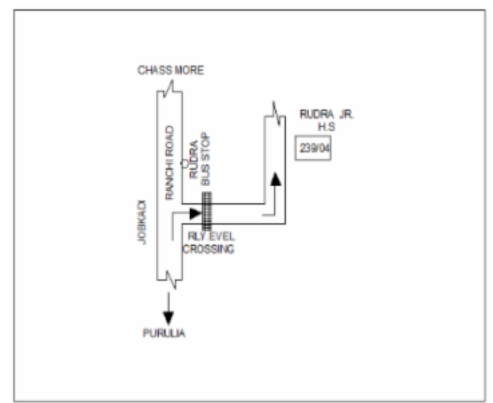 CHASS MORE
RUDRA JR.
H.S
239/04
RANCHI ROAD
RUDRA
BUS STOP
JOBKADI
RLY EVEL
CROSSING
PURULIA